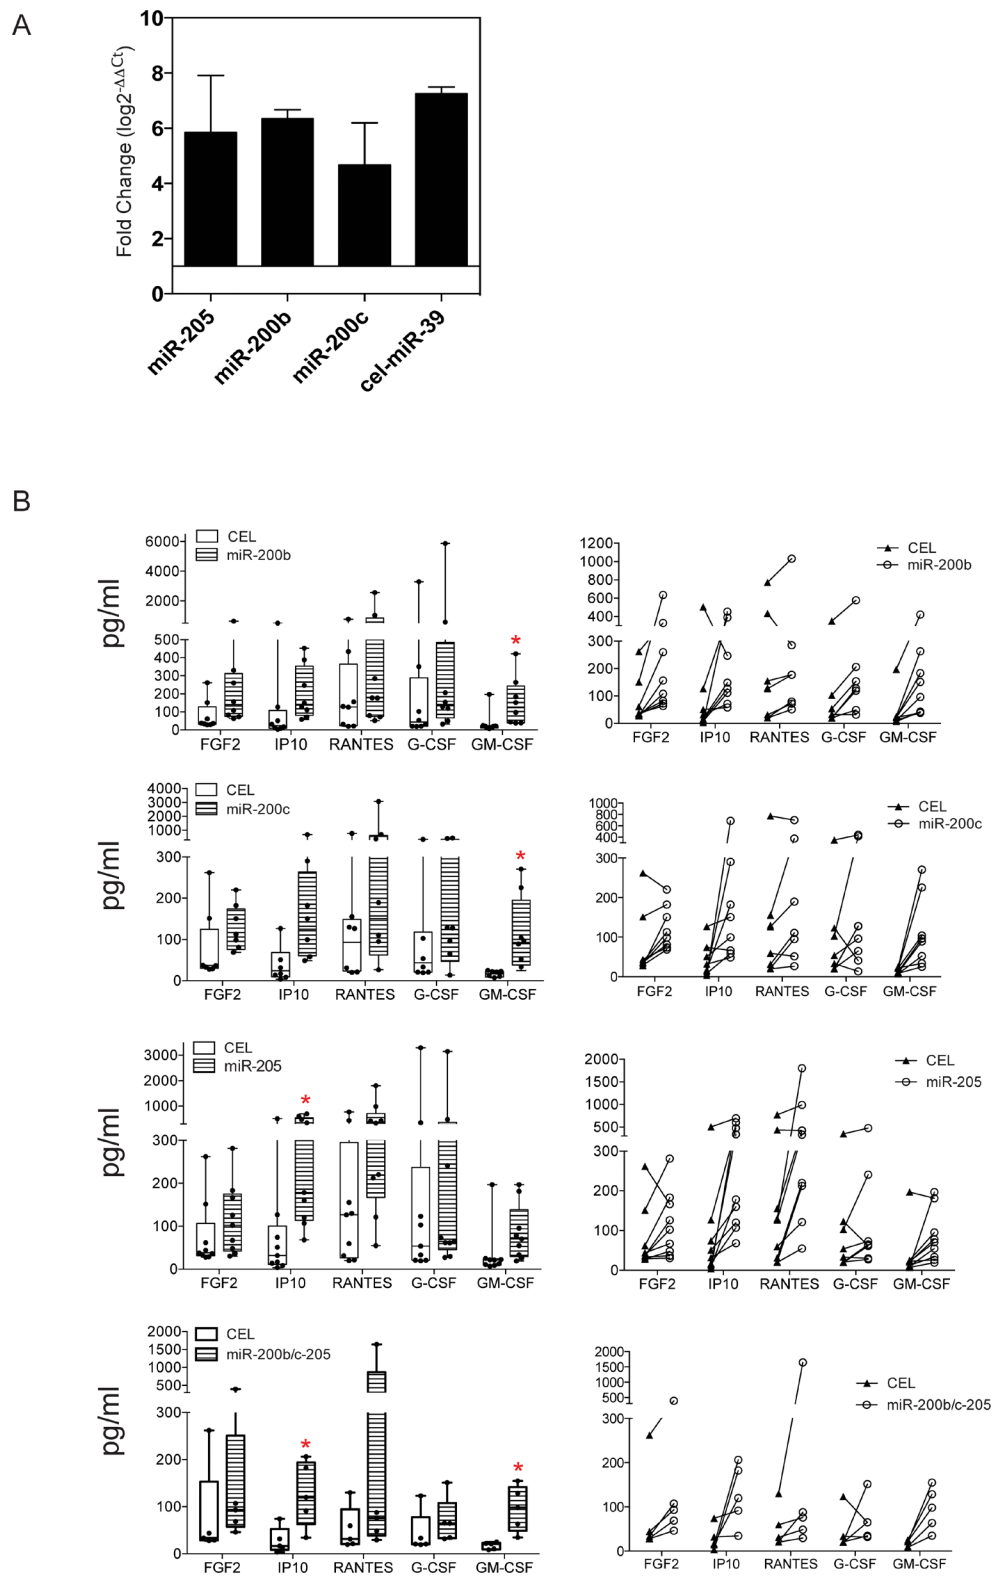 A
Fold Change (log2-ΔΔCt)
10
8
6
4
2
0
miR-205
miR-200b
miR-200c
cel-miR-39
B
pg/ml
6000
4000
2000
500
400
300
200
100
0
CEL
miR-200b
*
FGF2 IP10 RANTES G-CSF GM-CSF
1200
1000
800
600
400
300
200
100
0
CEL
miR-200b
FGF2 IP10 RANTES G-CSF GM-CSF
pg/ml
4000
3000
2000
1000
300
200
100
0
CEL
miR-200c
*
FGF2 IP10 RANTES G-CSF GM-CSF
1000
800
600
400
300
200
100
0
CEL
miR-200c
FGF2 IP10 RANTES G-CSF GM-CSF
pg/ml
3000
2000
1000
300
200
100
0
CEL
miR-205
*
FGF2 IP10 RANTES G-CSF GM-CSF
2000
1500
1000
500
300
200
100
0
CEL
miR-205
FGF2 IP10 RANTES G-CSF GM-CSF
pg/ml
2000
1500
1000
500
300
200
100
0
CEL
miR-200b/c-205
*
*
FGF2 IP10 RANTES G-CSF GM-CSF
2000
1500
1000
500
300
200
100
0
CEL
miR-200b/c-205
FGF2 IP10 RANTES G-CSF GM-CSF